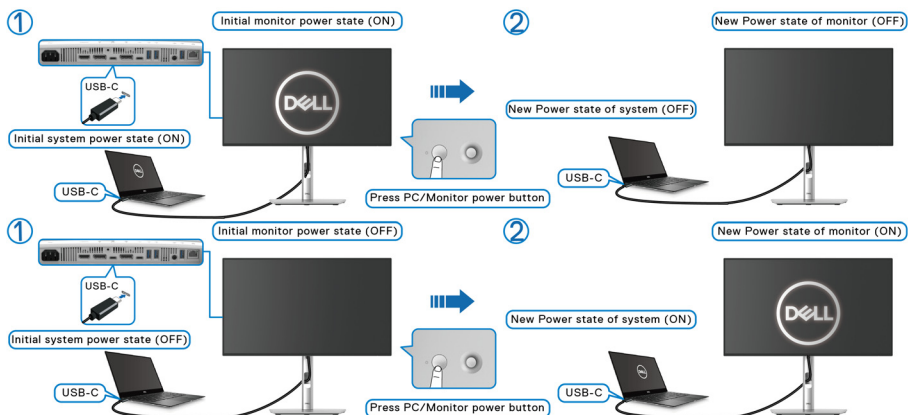 1
Initial monitor power state (ON)
2
New Power state of monitor (OFF)
USB-C
DELL
New Power state of system (OFF)
Initial system power state (ON)
DELL
USB-C
USB-C
Press PC/Monitor power button
1
Initial monitor power state (OFF)
2
New Power state of monitor (ON)
USB-C
DELL
New Power state of system (ON)
Initial system power state (OFF)
DELL
USB-C
USB-C
Press PC/Monitor power button